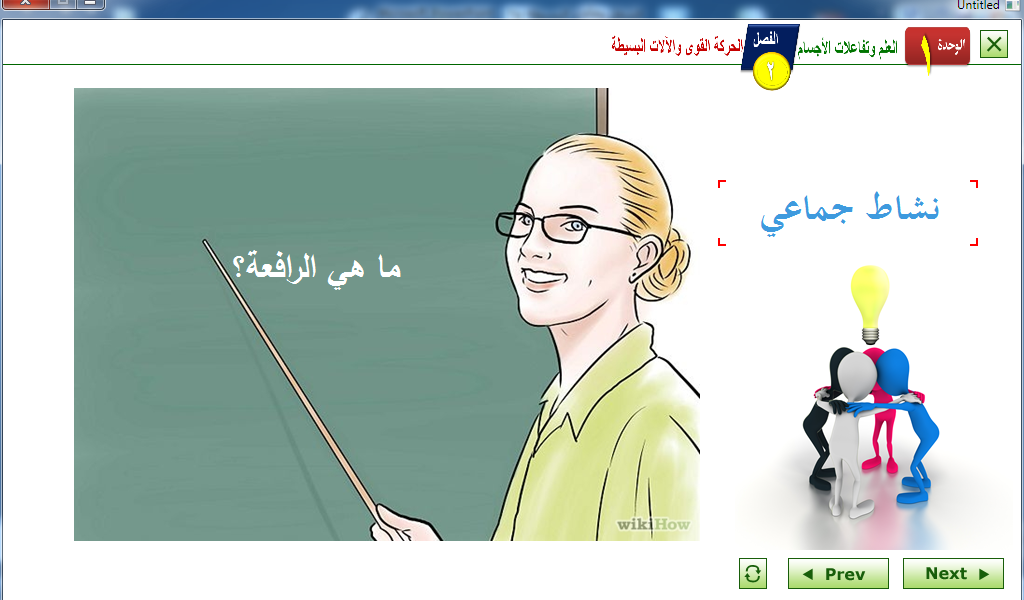 Untitled
الوحدة ١ العلم وتفاعلات الأجسام الفصل ٢ الحركة القوى والآلات البسيطة
نشاط جماعي
ما هي الرافعة؟
wikiHow
Prev
Next